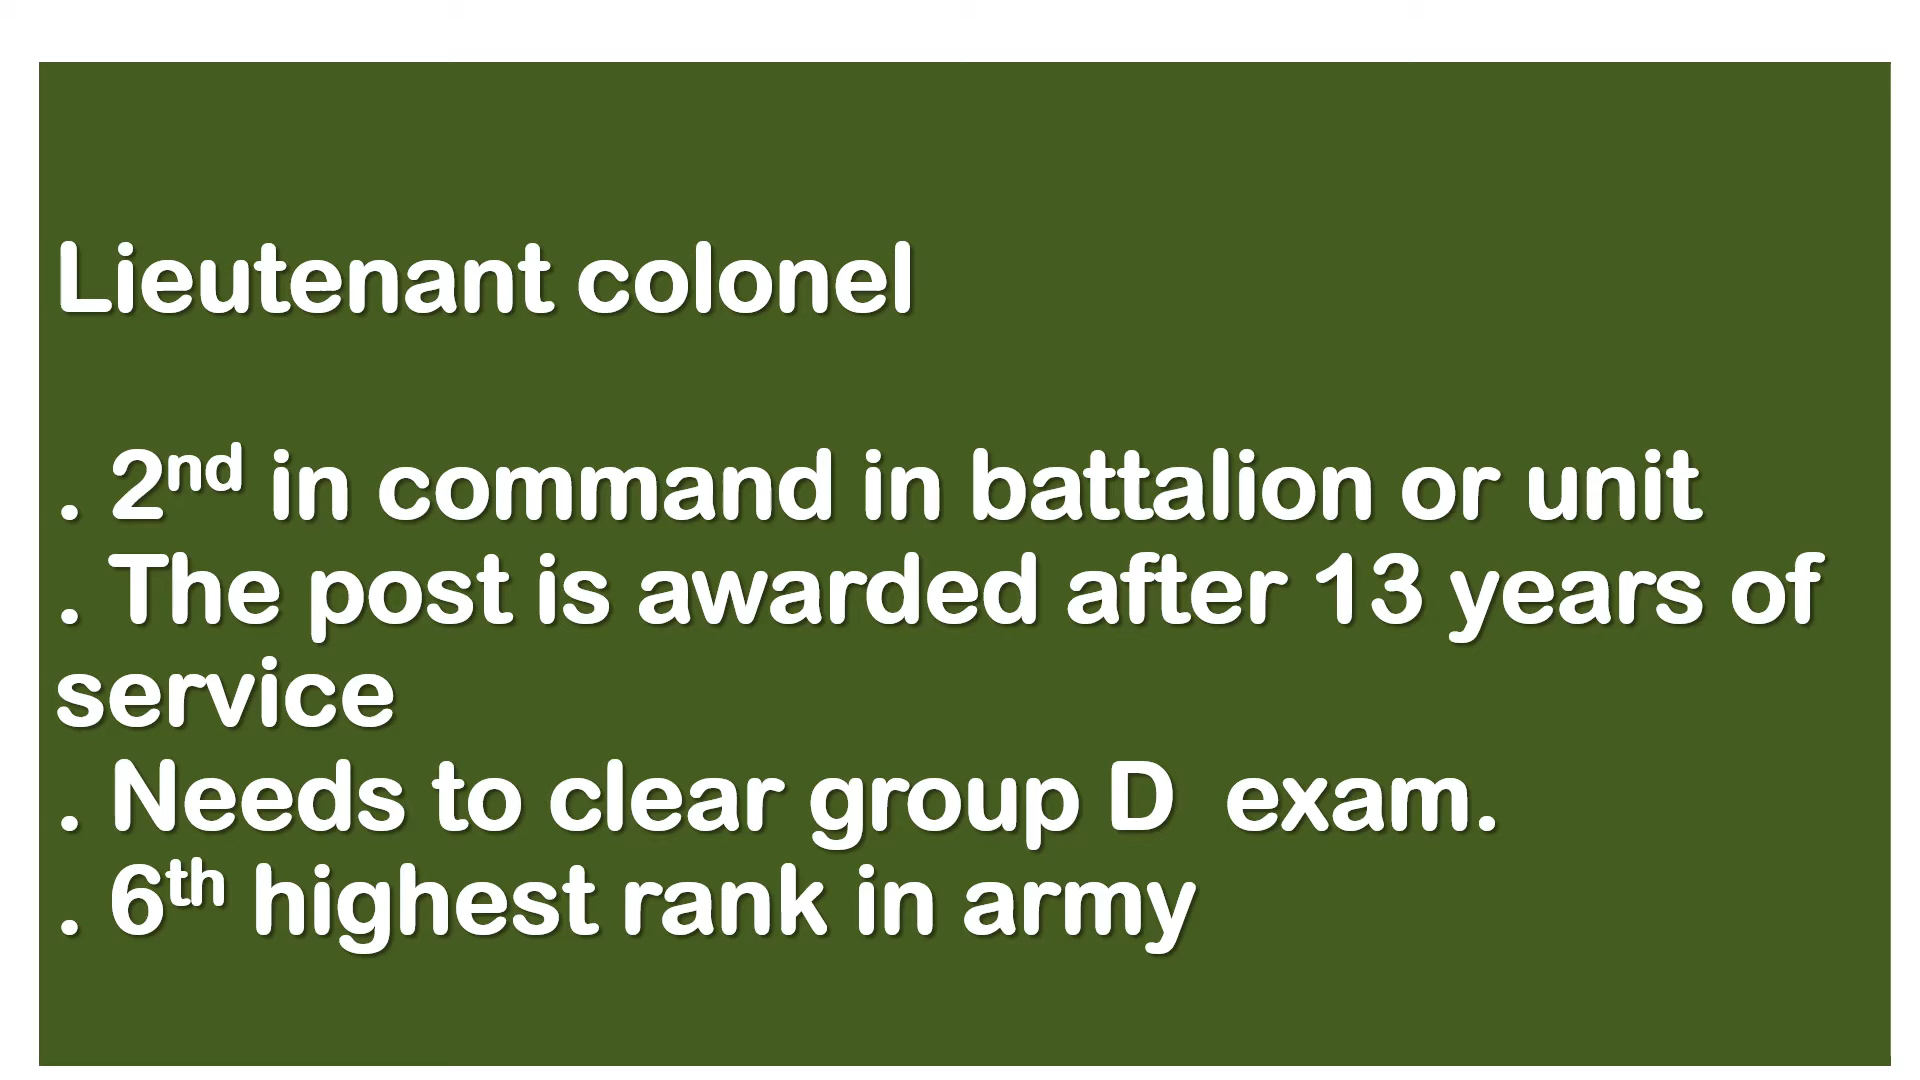 Lieutenant colonel
. 2nd in command in battalion or unit
. The post is awarded after 13 years of
service
. Needs to clear group D  exam.
. 6th highest rank in army